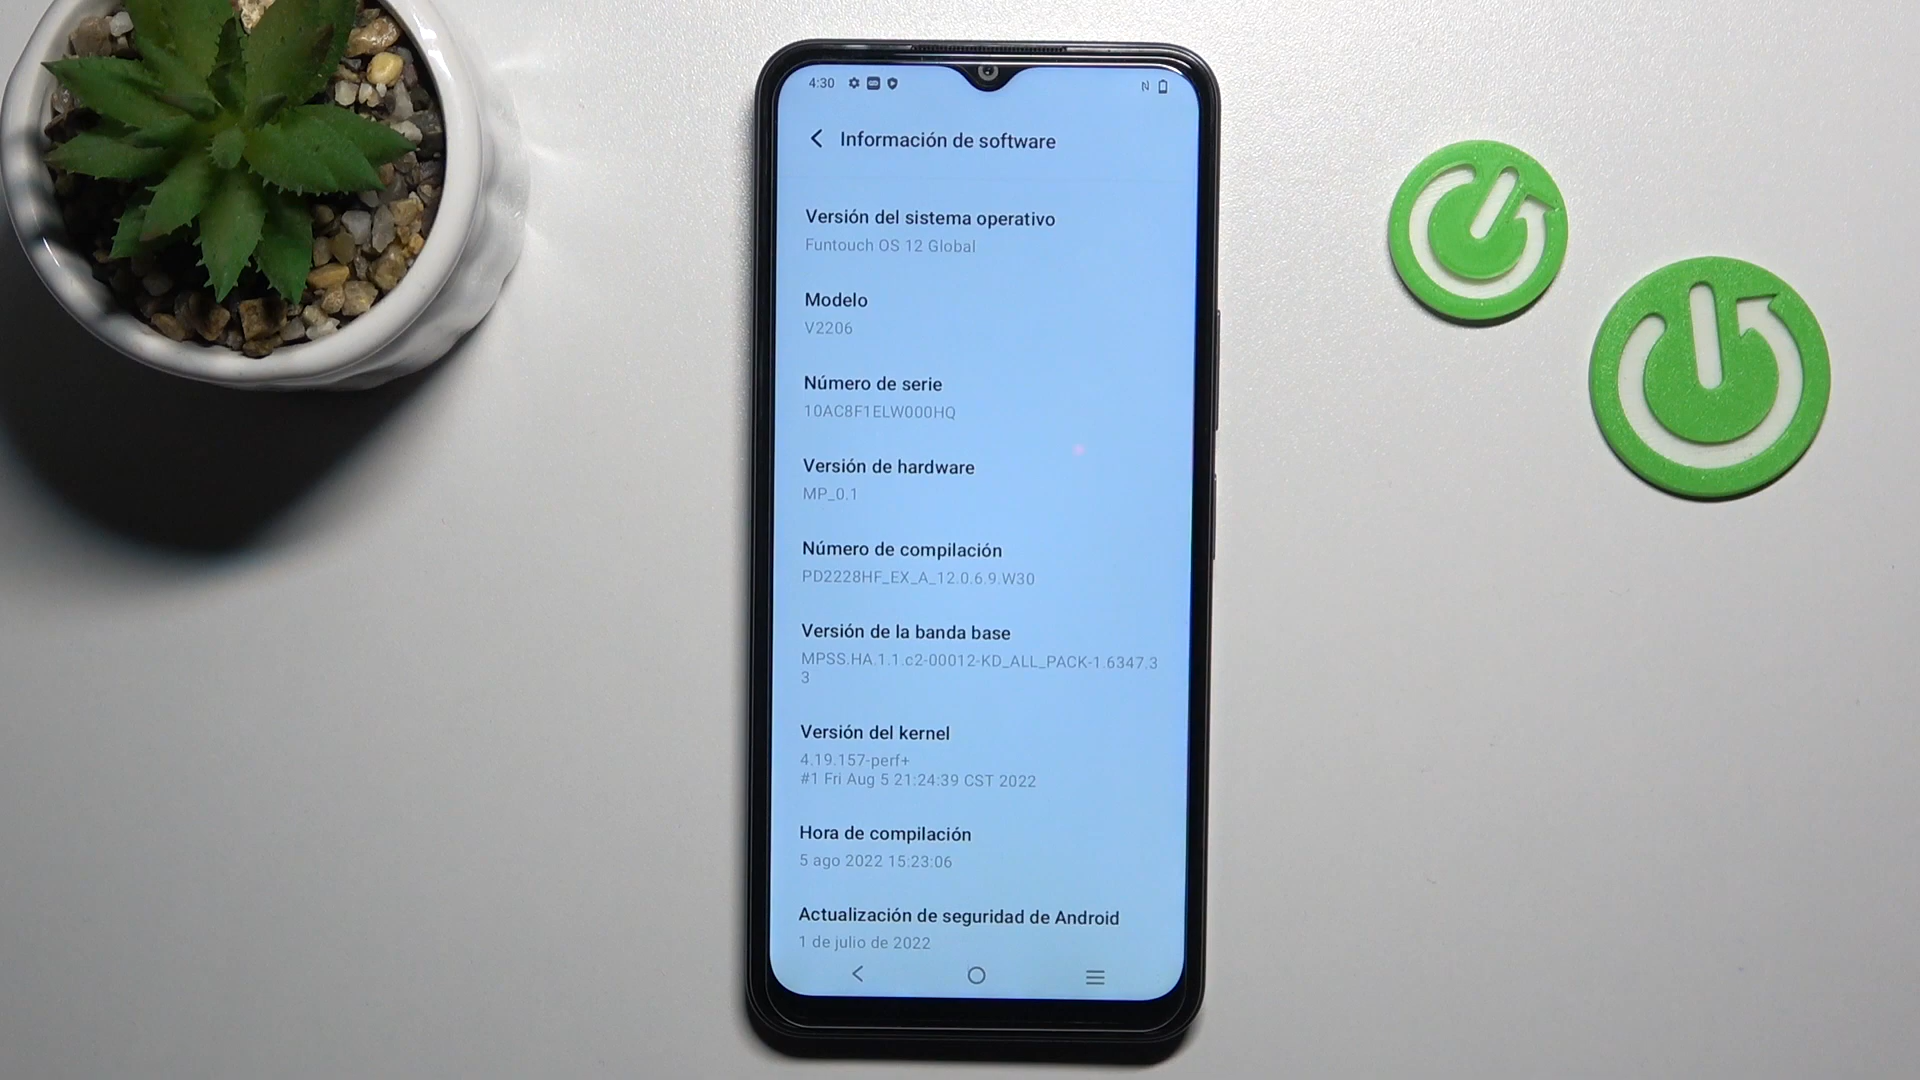 4:30
Información de software
Versión del sistema operativo
Funtouch OS 12 Global
Modelo
V2206
Número de serie
10AC8F1ELW000HQ
Versión de hardware
MP_0.1
Número de compilación
PD2228HF_EX_A_12.0.6.9.W30
Versión de la banda base
MPSS.HA.1.1.c2-00012-KD_ALL_PACK-1.6347.3
3
Versión del kernel
4.19.157-perf+
#1 Fri Aug 5 21:24:39 CST 2022
Hora de compilación
5 ago 2022 15:23:06
Actualización de seguridad de Android
1 de julio de 2022